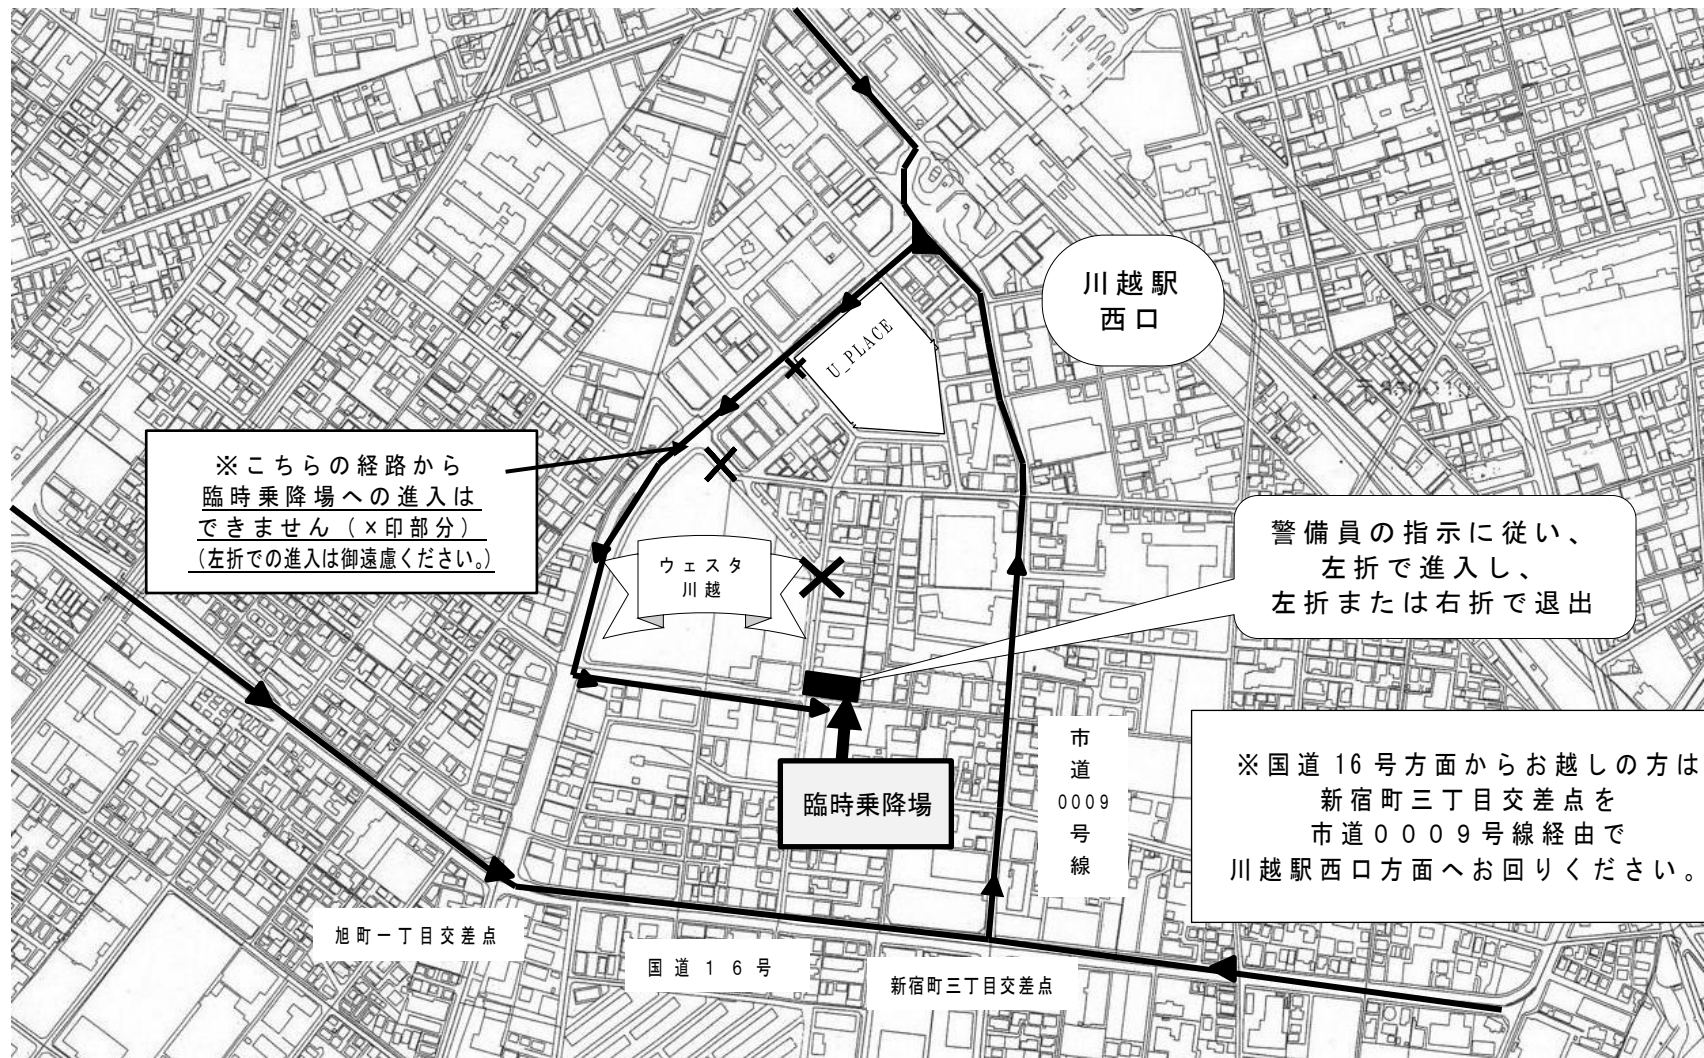 川越駅
西口
U_PLACE
※こちらの経路から
臨時乗降場への進入は
できません（×印部分）
（左折での進入は御遠慮ください。）
ウェスタ
川越
警備員の指示に従い、
左折で進入し、
左折または右折で退出
臨時乗降場
市
道
0009
号
線
※国道16号方面からお越しの方は
新宿町三丁目交差点を
市道０００９号線経由で
川越駅西口方面へお回りください。
旭町一丁目交差点
国道１６号
新宿町三丁目交差点